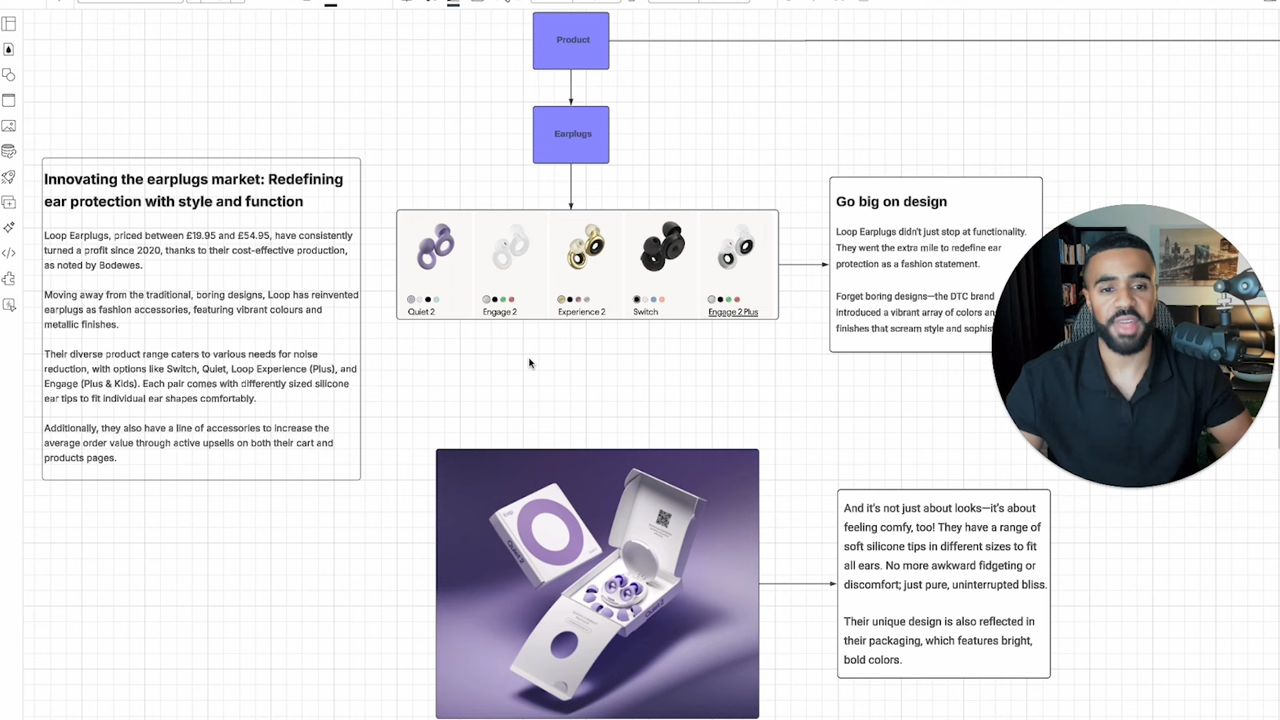 Product
Earplugs
Innovating the earplugs market: Redefining
ear protection with style and function
Loop Earplugs, priced between £19.95 and £54.95, have consistently
turned a profit since 2020, thanks to their cost-effective production,
as noted by Bodewes.
Moving away from the traditional, boring designs, Loop has reinvented
earplugs as fashion accessories, featuring vibrant colours and
metallic finishes.
Their diverse product range caters to various needs for noise
reduction, with options like Switch, Quiet, Loop Experience (Plus), and
Engage (Plus & Kids). Each pair comes with differently sized silicone
ear tips to fit individual ear shapes comfortably.
Additionally, they also have a line of accessories to increase the
average order value through active upsells on both their cart and
products pages.
Quiet 2
Engage 2
Experience 2
Switch
Engage 2 Plus
Go big on design
Loop Earplugs didn't just stop at functionality.
They went the extra mile to redefine ear
protection as a fashion statement.
Forget boring designs—the DTC brand
introduced a vibrant array of colors an
finishes that scream style and sophis
Quiet 2
Quiet 2
And it's not just about looks—it's about
feeling comfy, too! They have a range of
soft silicone tips in different sizes to fit
all ears. No more awkward fidgeting or
discomfort; just pure, uninterrupted bliss.
Their unique design is also reflected in
their packaging, which features bright,
bold colors.